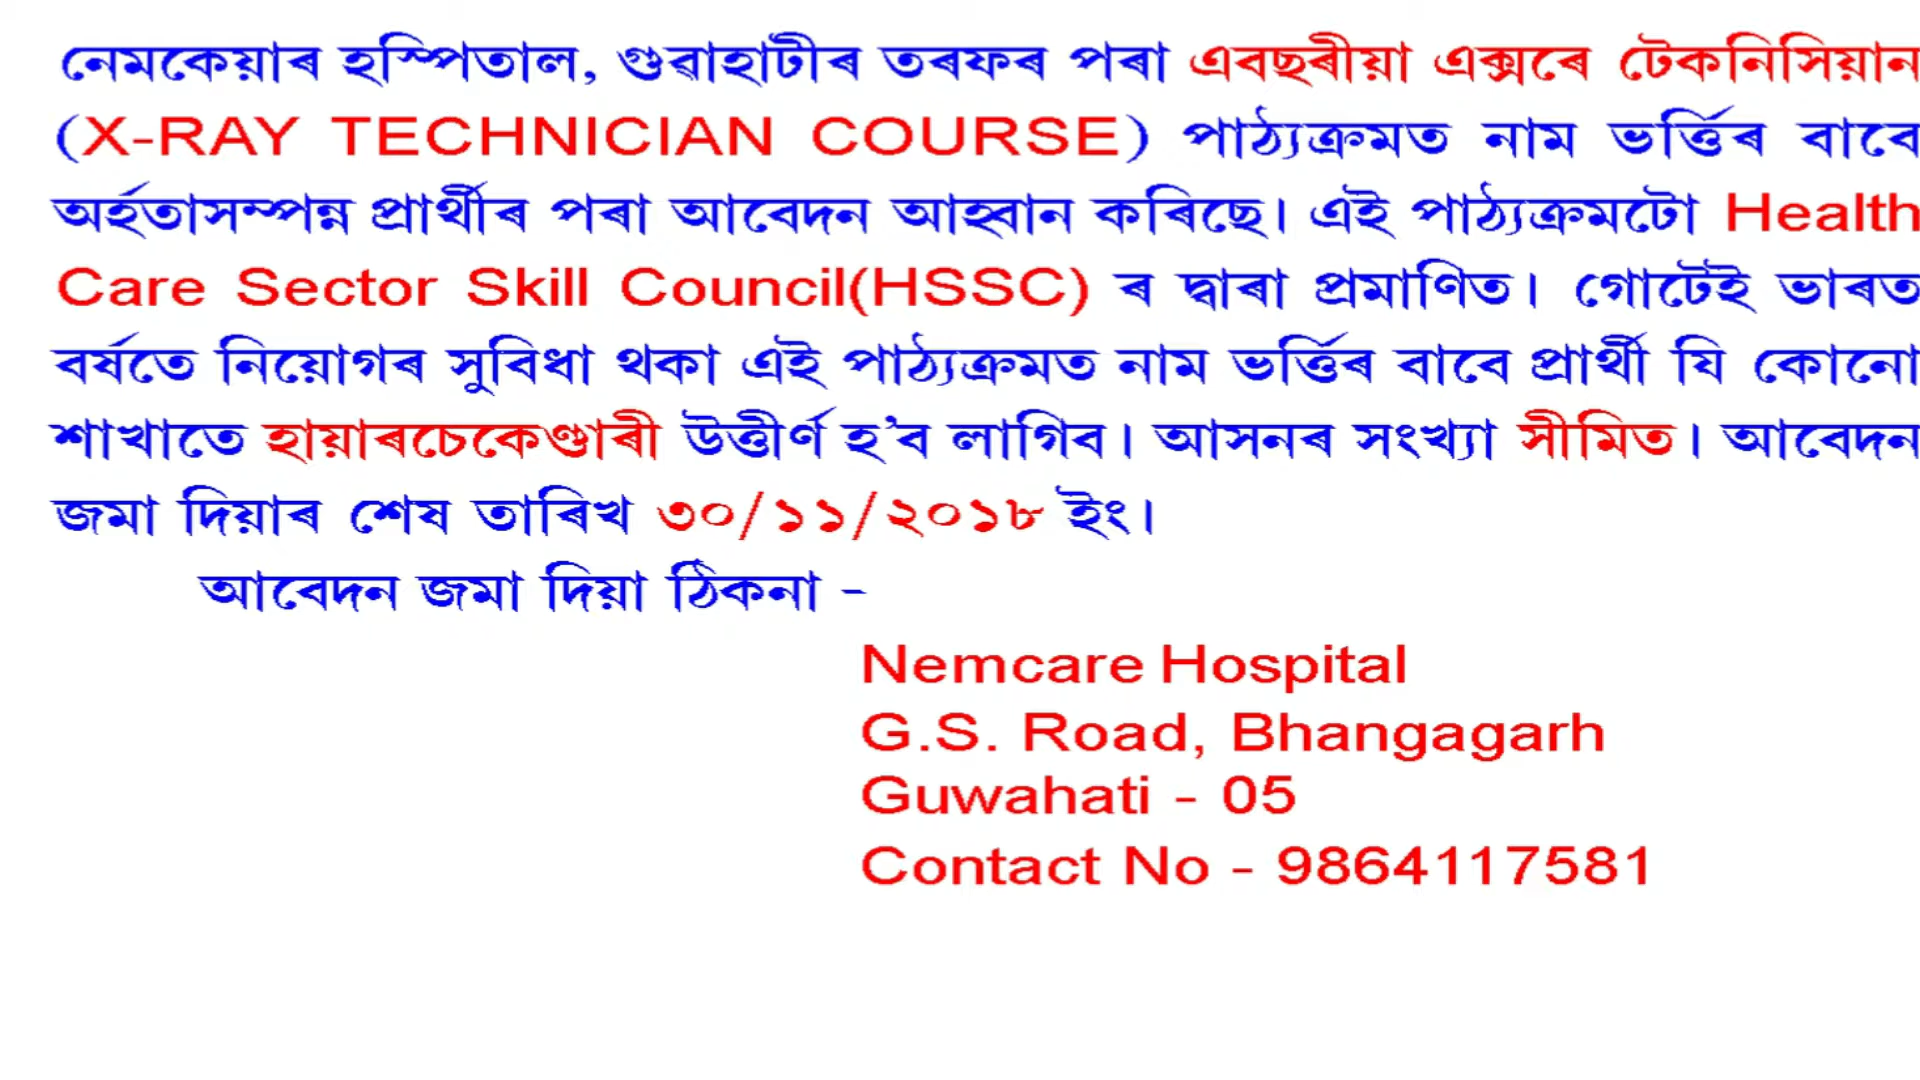 নেমকেয়াৰ হস্পিতাল, গুৱাহাটীৰ তৰফৰ পৰা এবছৰীয়া এক্সৰে টেকনিসিয়ান
(X-RAY TECHNICIAN COURSE) পাঠ্যক্রমত নাম ভৰ্ত্তিৰ বাবে
অৰ্হতাসম্পন্ন প্ৰাৰ্থীৰ পৰা আবেদন আহ্বান কৰিছে। এই পাঠ্যক্ৰমটো Health
Care Sector Skill Council(HSSC) ৰ দ্বাৰা প্ৰমাণিত। গোটেই ভাৰত
বৰ্ষতে নিয়োগৰ সুবিধা থকা এই পাঠ্যক্ৰমত নাম ভৰ্ত্তিৰ বাবে প্ৰাৰ্থী যি কোনো
শাখাতে হায়াৰচেকেণ্ডাৰী উত্তীৰ্ণ হ’ব লাগিব। আসনৰ সংখ্যা সীমিত। আবেদন
জমা দিয়াৰ শেষ তাৰিখ ৩০/১১/২০১৮ ইং।
আবেদন জমা দিয়া ঠিকনা -
Nemcare Hospital
G.S. Road, Bhangagarh
Guwahati - 05
Contact No - 9864117581